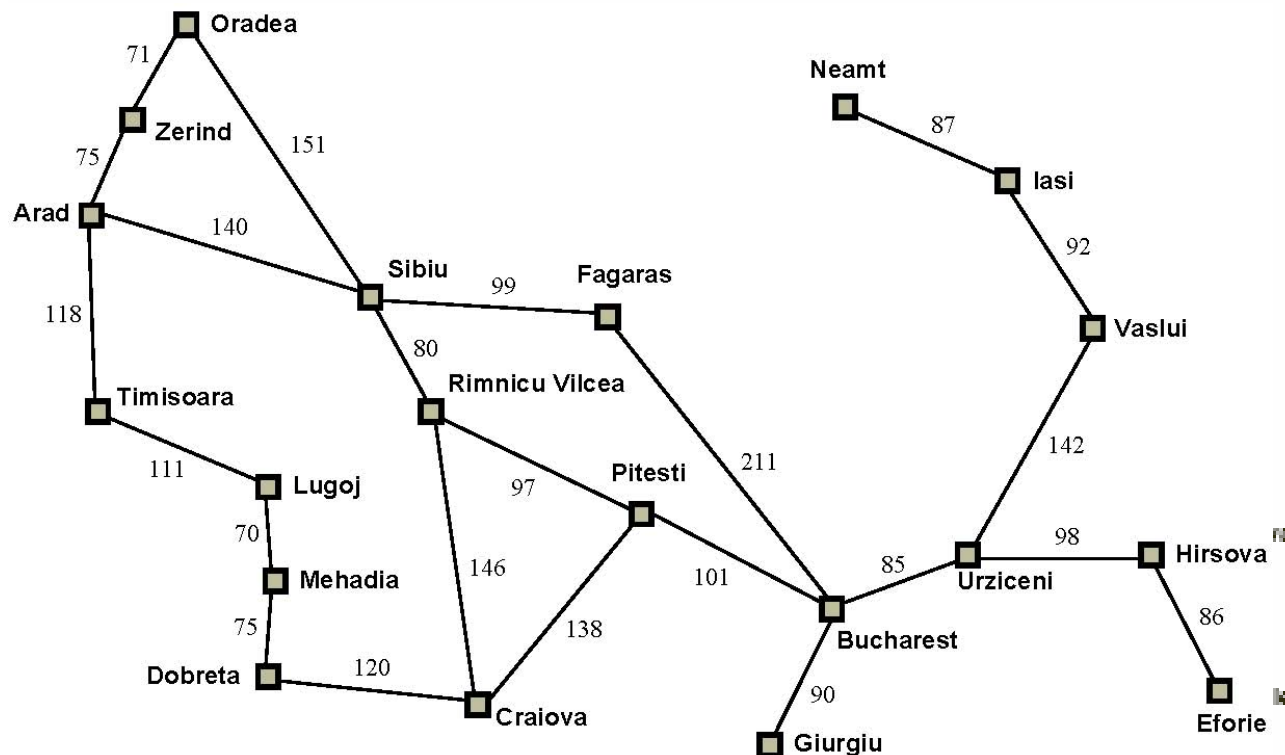 Oradea
71
Neamt
Zerind
87
151
75
Iasi
Arad
140
92
Sibiu
99
Fagaras
118
Vaslui
80
Timisoara
Rimnicu Vilcea
142
111
211
Lugoj
97
Pitesti
70
98
Hirsova
Mehadia
146
101
85
Urziceni
75
138
Bucharest
86
Dobreta
120
90
Craiova
Eforie
Giurgiu